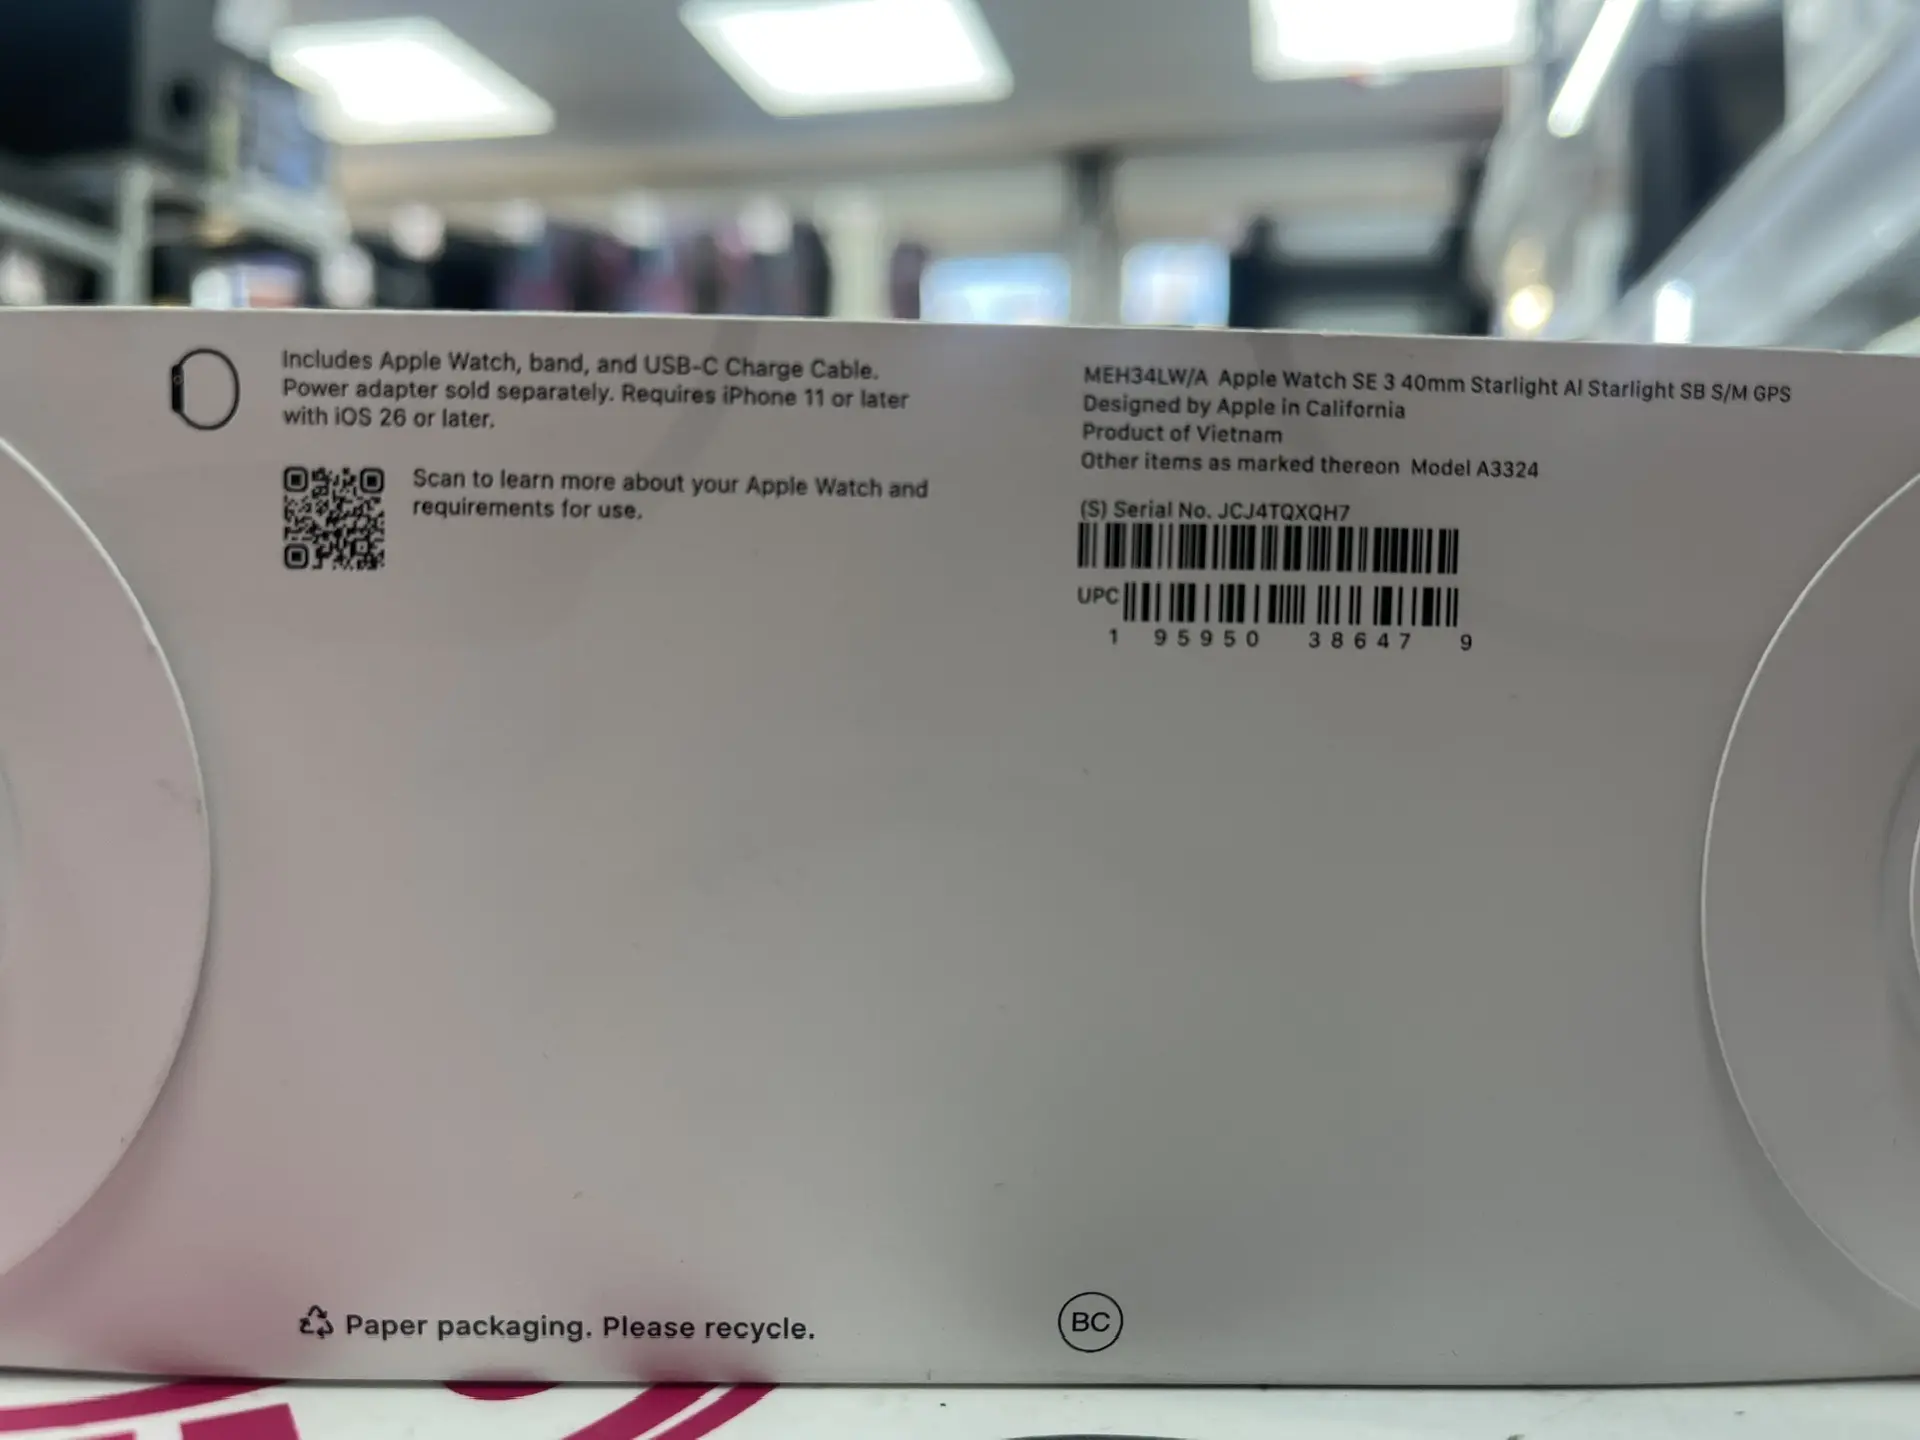 Includes Apple Watch, band, and USB-C Charge Cable.
Power adapter sold separately. Requires iPhone 11 or later
with iOS 26 or later.
Scan to learn more about your Apple Watch and
requirements for use.
MEH34LW/A Apple Watch SE 3 40mm Starlight Al Starlight SB S/M GPS
Designed by Apple in California
Product of Vietnam
Other items as marked thereon Model A3324
(S) Serial No. JCJ4TQXQH7
UPC
1 95950 38647 9
Paper packaging. Please recycle.
BC